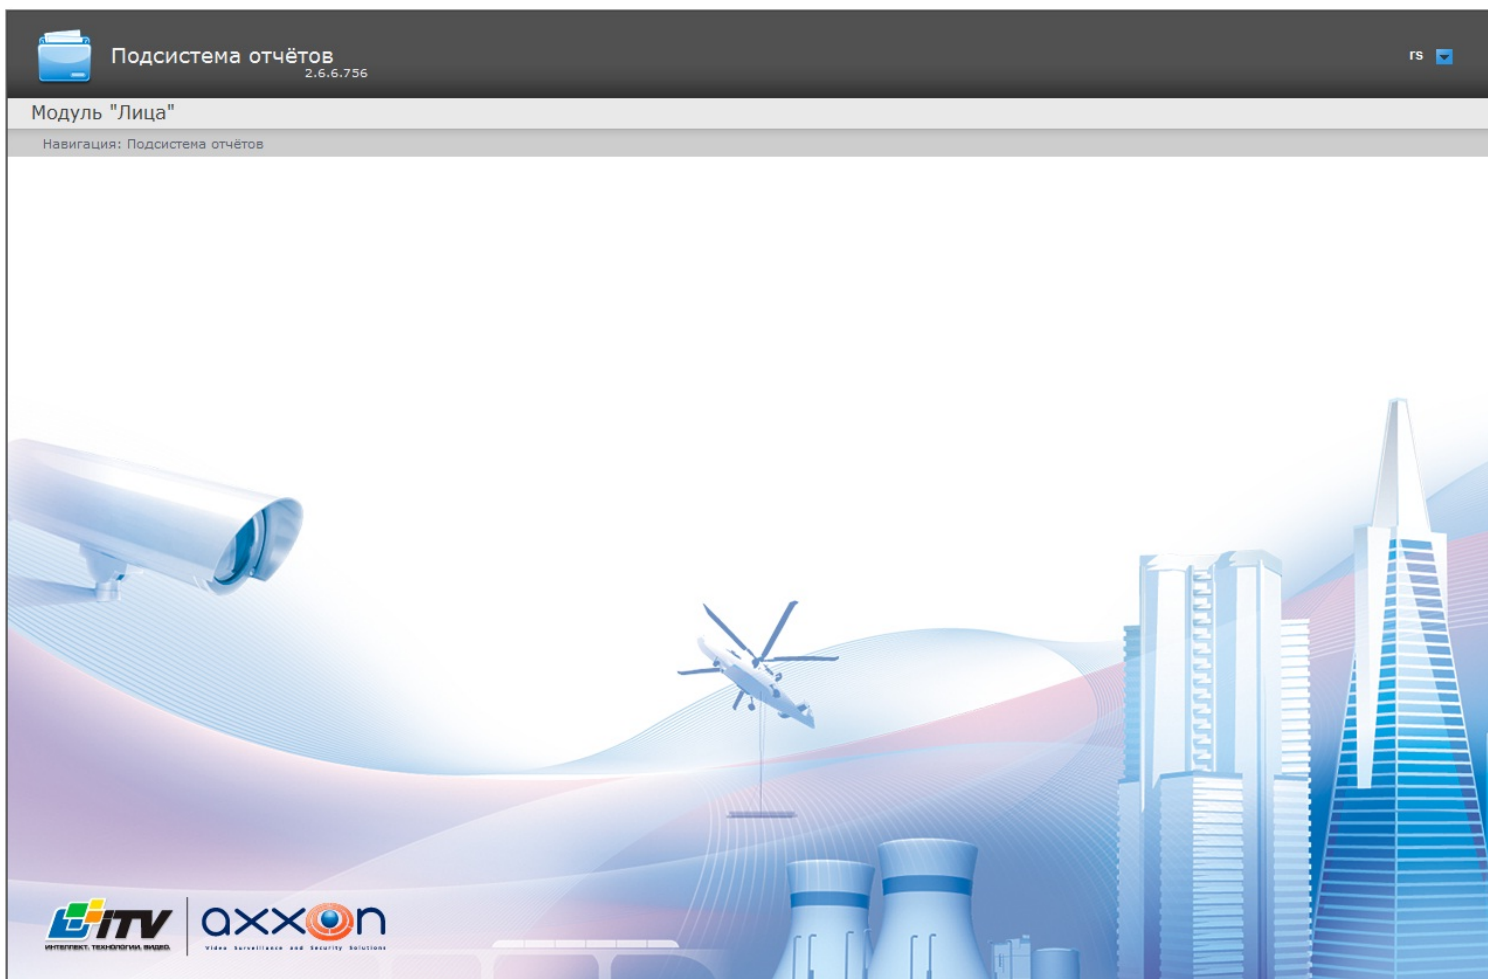 Подсистема отчётов
2.6.6.756
rs
Модуль "Лица"
Навигация: Подсистема отчётов
iTV
ИНТЕЛЛЕКТ. ТЕХНОЛОГИИ. ВИДЕО.
axxon
Video Surveillance and Security Solutions